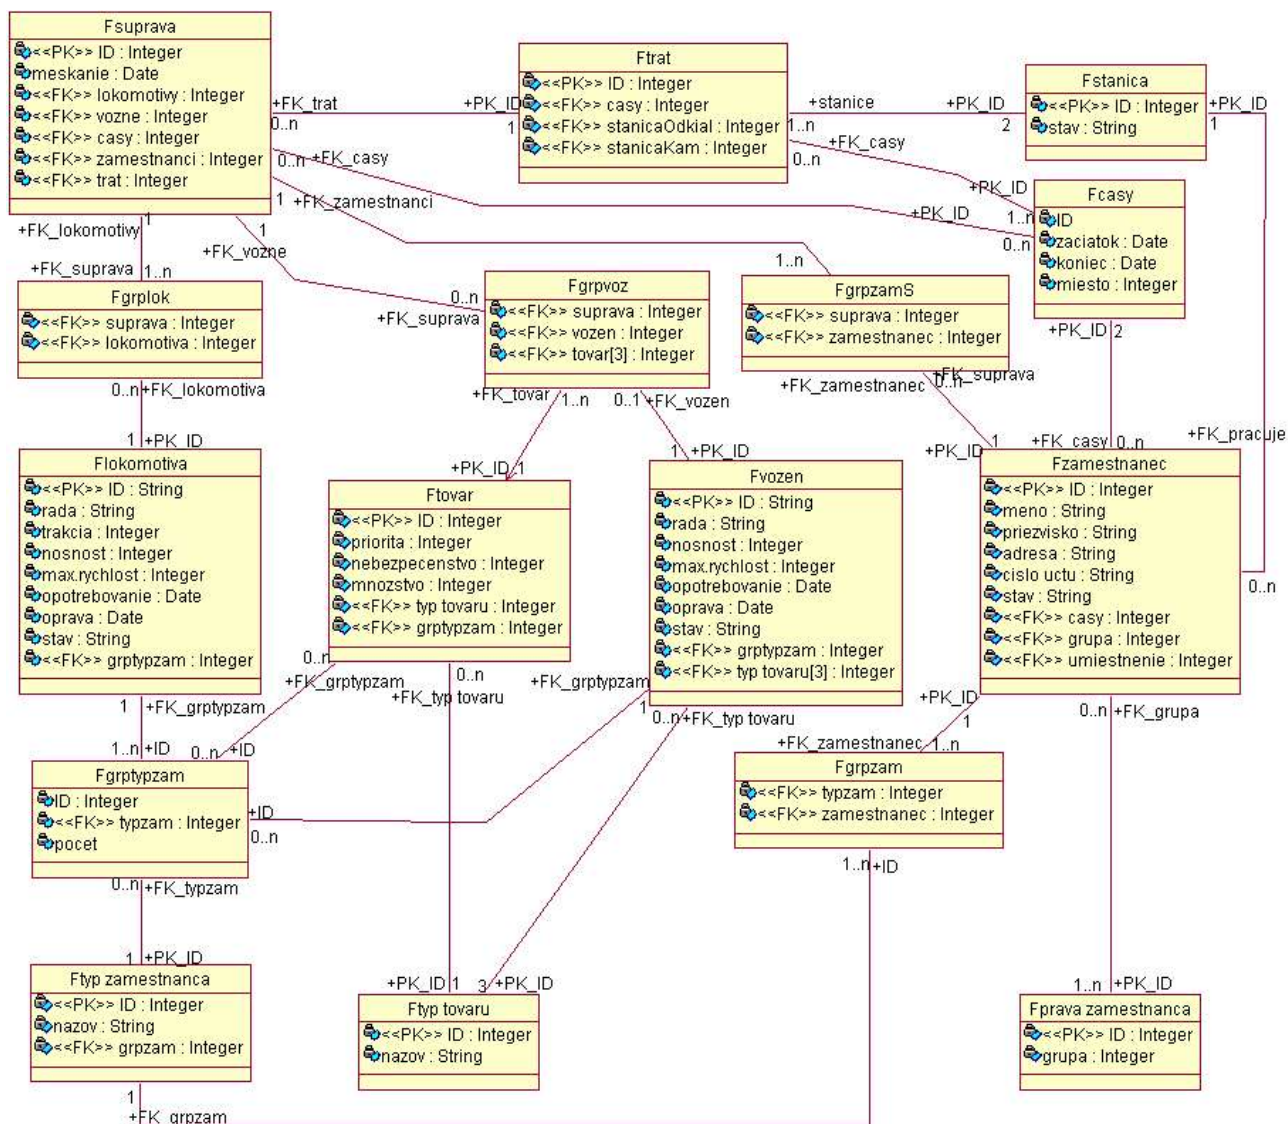 Fsuprava
<<PK>> ID : Integer
meskanie : Date
<<FK>> lokomotivy : Integer
<<FK>> vozne : Integer
<<FK>> casy : Integer
<<FK>> zamestnanci : Integer
<<FK>> trat : Integer
+FK_trat
0..n
+PK_ID
1
Ftrat
<<PK>> ID : Integer
<<FK>> casy : Integer
<<FK>> stanicaOdkial : Integer
<<FK>> stanicaKam : Integer
+stanice
1..n
+PK_ID
2
Fstanica
<<PK>> ID : Integer
stav : String
+PK_ID
1
+FK_casy
0..n
+FK_casy
0..n
+PK_ID
1..n
+PK_ID
0..n
Fcasy
ID
zaciatok : Date
koniec : Date
miesto : Integer
+PK_ID
2
1
+FK_zamestnanci
1
+FK_lokomotivy
1
+FK_vozne
+FK_suprava
1..n
0..n
+FK_suprava
1..n
Fgrplok
<<FK>> suprava : Integer
<<FK>> lokomotiva : Integer
Fgrpvoz
<<FK>> suprava : Integer
<<FK>> vozen : Integer
<<FK>> tovar[3] : Integer
FgrpzamS
<<FK>> suprava : Integer
<<FK>> zamestnanec : Integer
0..n
+FK_lokomotiva
+FK_tovar
1..n
0..1
+FK_vozen
+FK_zamestnanec
0..n
+FK_suprava
1
+PK_ID
+PK_ID
1
1
+PK_ID
+PK_ID
1
+FK_casy
0..n
+FK_pracuje
0..n
Flokomotiva
<<PK>> ID : String
rada : String
trakcia : Integer
nosnost : Integer
max.rychlost : Integer
opotrebovanie : Date
oprava : Date
stav : String
<<FK>> grptypzam : Integer
Ftovar
<<PK>> ID : Integer
priorita : Integer
nebezpecenstvo : Integer
mnozstvo : Integer
<<FK>> typ tovaru : Integer
<<FK>> grptypzam : Integer
Fvozen
<<PK>> ID : String
rada : String
nosnost : Integer
max.rychlost : Integer
opotrebovanie : Date
oprava : Date
stav : String
<<FK>> grptypzam : Integer
<<FK>> typ tovaru[3] : Integer
Fzamestnanec
<<PK>> ID : Integer
meno : String
priezvisko : String
adresa : String
cislo uctu : String
stav : String
<<FK>> casy : Integer
<<FK>> grupa : Integer
<<FK>> umiestnenie : Integer
1
+FK_grptypzam
1..n
+ID
0..n
+FK_grptypzam
0..n
+ID
0..n
+FK_typ tovaru
+FK_grptypzam
1
0..n
+FK_typ tovaru
+PK_ID
1
+FK_zamestnanec
1..n
0..n
+FK_grupa
Fgrptypzam
ID : Integer
<<FK>> typzam : Integer
pocet
+ID
0..n
Fgrpzam
<<FK>> typzam : Integer
<<FK>> zamestnanec : Integer
1..n
+ID
0..n
+FK_typzam
1
+PK_ID
+PK_ID
1
3
+PK_ID
1..n
+PK_ID
Ftyp zamestnanca
<<PK>> ID : Integer
nazov : String
<<FK>> grpzam : Integer
Ftyp tovaru
<<PK>> ID : Integer
nazov : String
Fprava zamestnanca
<<PK>> ID : Integer
grupa : Integer
1
+FK_grpzam